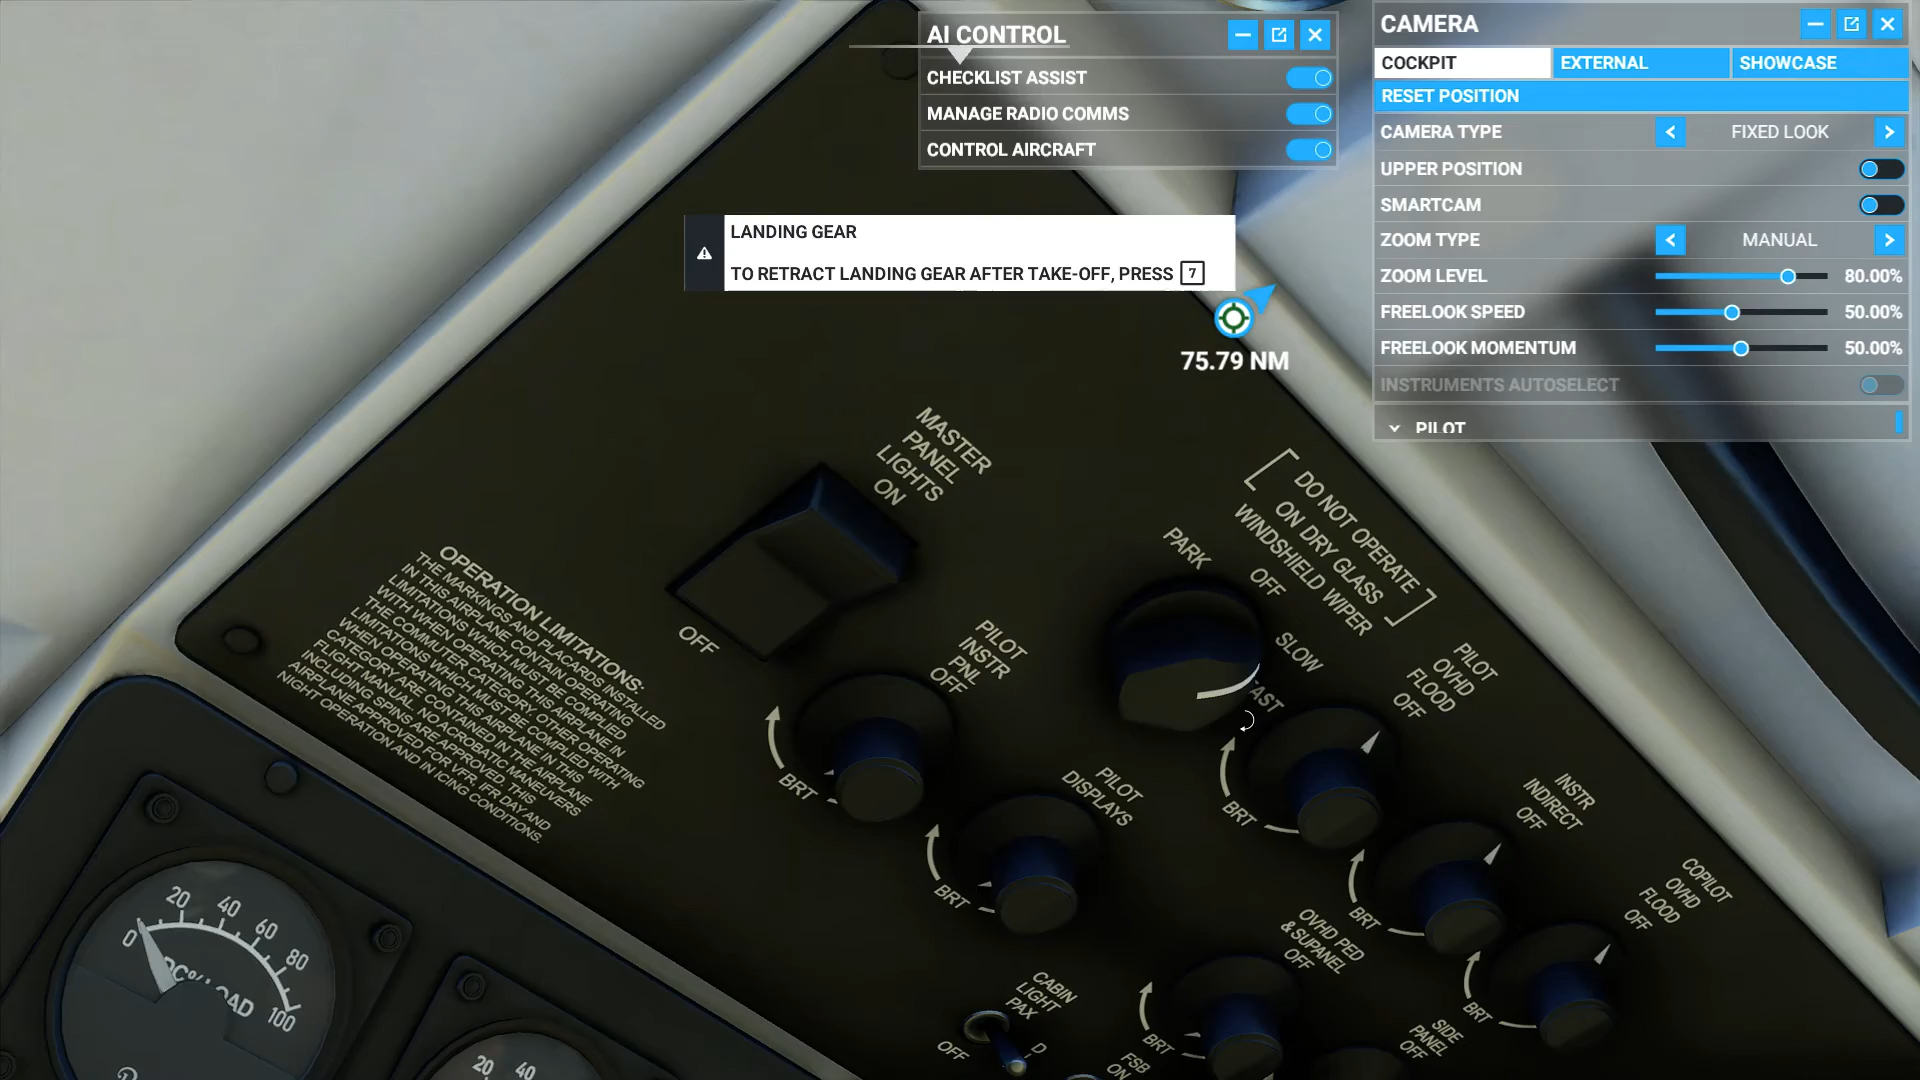 AI CONTROL
CHECKLIST ASSIST
MANAGE RADIO COMMS
CONTROL AIRCRAFT
CAMERA
COCKPIT
EXTERNAL
SHOWCASE
RESET POSITION
CAMERA TYPE
FIXED LOOK
UPPER POSITION
SMARTCAM
ZOOM TYPE
MANUAL
ZOOM LEVEL
80.00%
FREELOOK SPEED
50.00%
FREELOOK MOMENTUM
50.00%
INSTRUMENTS AUTOSELECT
PILOT
LANDING GEAR
TO RETRACT LANDING GEAR AFTER TAKE-OFF, PRESS 7
75.79 NM
MASTER
PANEL
LIGHTS
ON
OFF
DO NOT OPERATE
ON DRY GLASS
WINDSHIELD WIPER
PARK
OFF
SLOW
OPERATION LIMITATIONS:
THE MARKINGS AND PLACARDS INSTALLED
IN THIS AIRPLANE CONTAIN OPERATING
LIMITATIONS WHICH MUST BE COMPLIED
WITH WHEN OPERATING THIS AIRPLANE IN
THE COMMUTER CATEGORY. OTHER OPERATING
LIMITATIONS WHICH MUST BE COMPLIED WITH
WHEN OPERATING THIS AIRPLANE IN THIS
CATEGORY ARE CONTAINED IN THE AIRPLANE
FLIGHT MANUAL. NO ACROBATIC MANEUVERS
INCLUDING SPINS ARE APPROVED. THIS
AIRPLANE APPROVED FOR VFR, IFR, DAY AND
NIGHT OPERATION AND IN ICING CONDITIONS.
PILOT
INSTR
PNL
OFF
BRT
PILOT
DISPLAYS
BRT
PILOT
OVHD
FLOOD
OFF
BRT
INSTR
INDIRECT
OFF
BRT
COPILOT
OVHD
FLOOD
OFF
BRT
OVHD PED
& SUPANEL
OFF
BRT
SIDE
PANEL
OFF
CABIN
LIGHT
PAX
OFF
FSB
ON
0
20
40
60
80
100
20
40